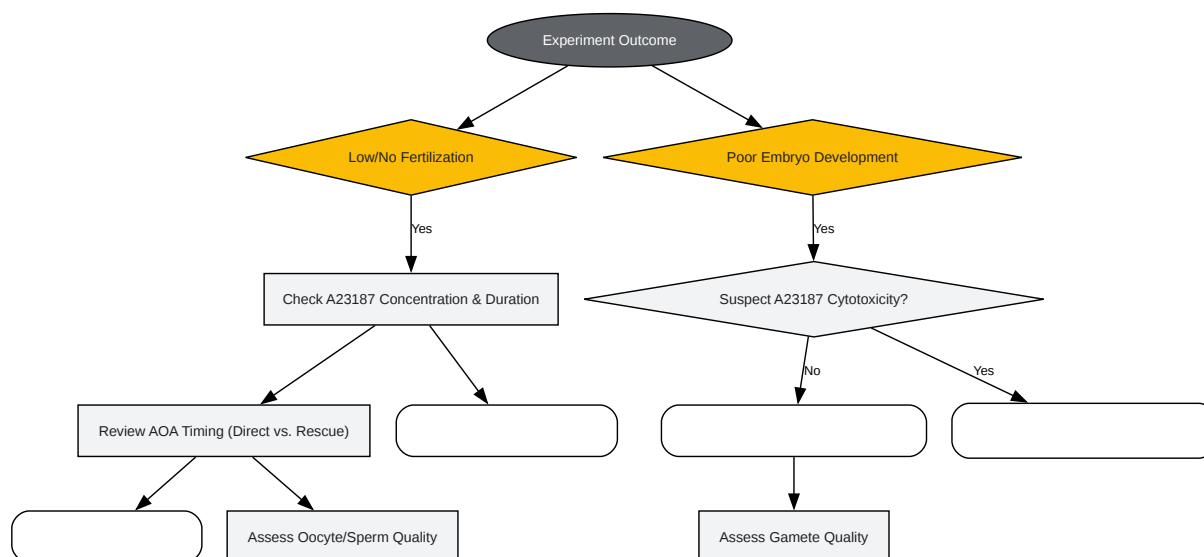 Experiment Outcome
Low/No Fertilization
Poor Embryo Development
Yes
Yes
Check A23187 Concentration & Duration
Suspect A23187 Cytotoxicity?
No
Yes
Review AOA Timing (Direct vs. Rescue)
Assess Oocyte/Sperm Quality
Assess Gamete Quality